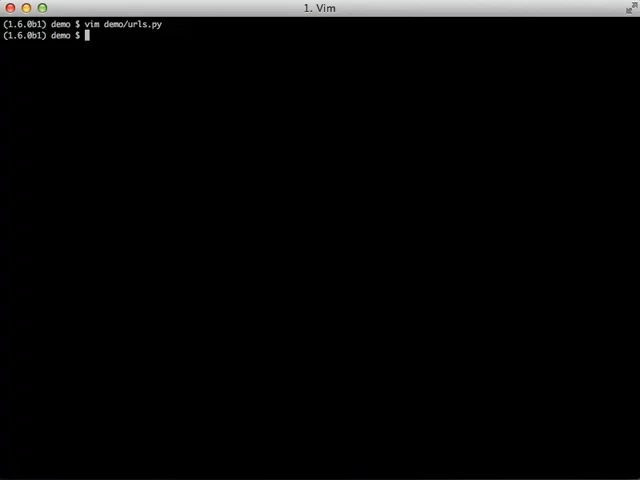 1. Vim
(1.6.0b1) demo $ vim demo/urls.py
(1.6.0b1) demo $